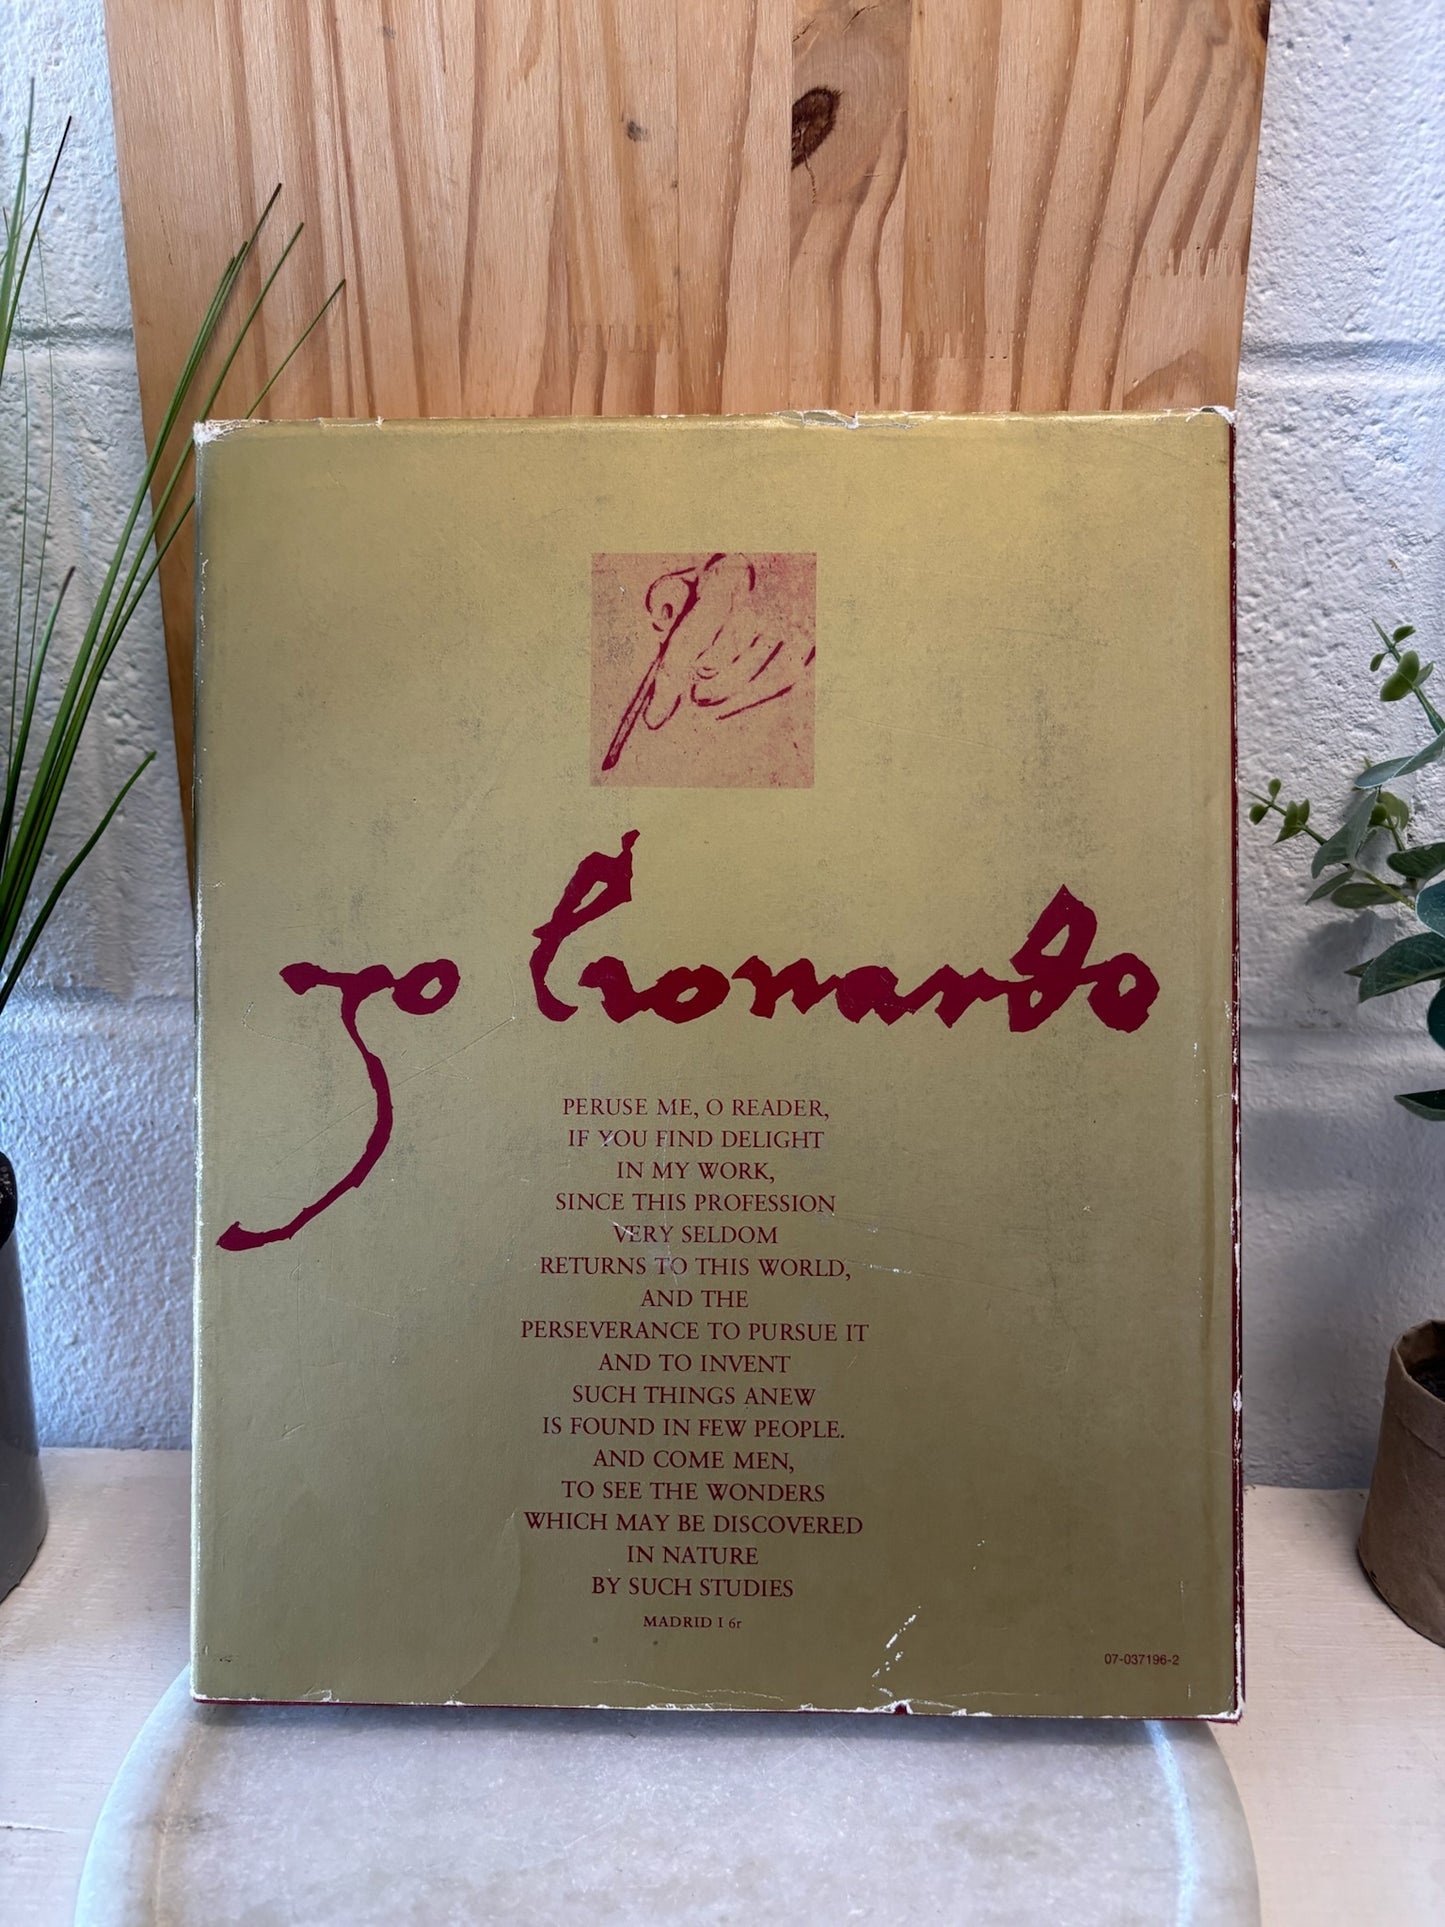 yo Leonardo
PERUSE ME, O READER,
IF YOU FIND DELIGHT
IN MY WORK,
SINCE THIS PROFESSION
VERY SELDOM
RETURNS TO THIS WORLD,
AND THE
PERSEVERANCE TO PURSUE IT
AND TO INVENT
SUCH THINGS ANEW
IS FOUND IN FEW PEOPLE.
AND COME MEN,
TO SEE THE WONDERS
WHICH MAY BE DISCOVERED
IN NATURE
BY SUCH STUDIES
MADRID I 6r
07-037196-2